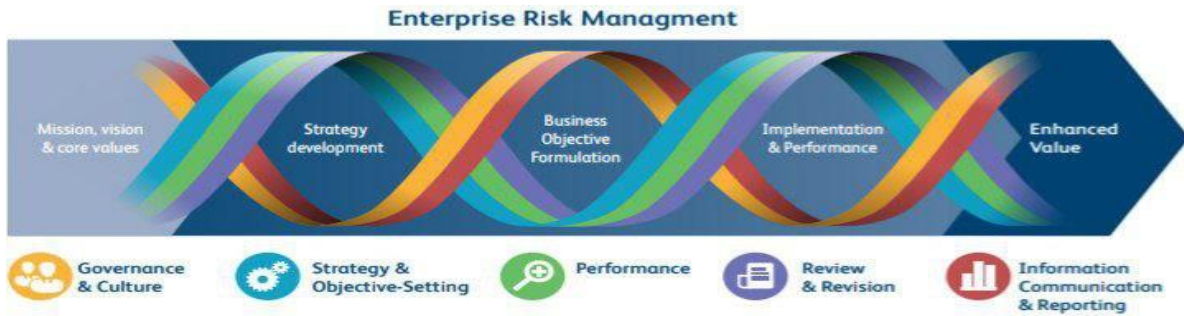 Enterprise Risk Managment
Mission, vision
& core values
Strategy
development
Business
Objective
Formulation
Implementation
& Performance
Enhanced
Value
Governance
& Culture
Strategy &
Objective-Setting
Performance
Review
& Revision
Information
Communication
& Reporting